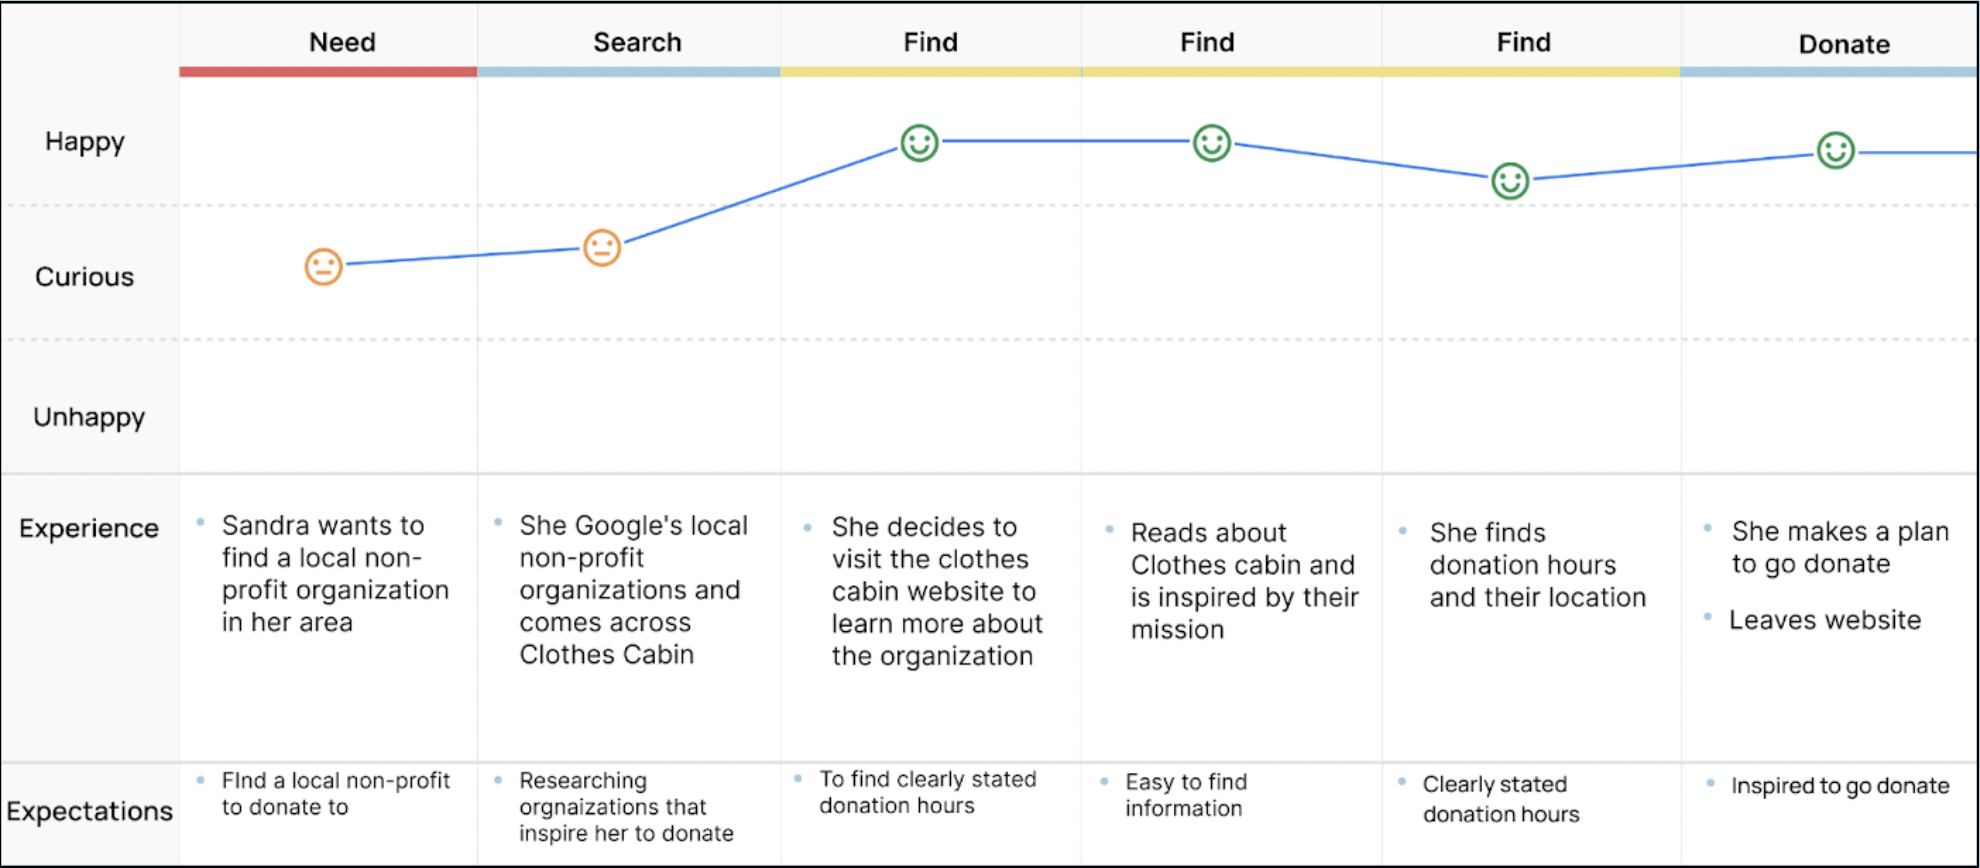 Need
Search
Find
Find
Find
Donate
Happy
Curious
Unhappy
Experience
Sandra wants to
find a local non-
profit organization
in her area
She Google's local
non-profit
organizations and
comes across
Clothes Cabin
She decides to
visit the clothes
cabin website to
learn more about
the organization
Reads about
Clothes cabin and
is inspired by their
mission
She finds
donation hours
and their location
She makes a plan
to go donate
Leaves website
Expectations
FInd a local non-profit
to donate to
Researching
orgnaizations that
inspire her to donate
To find clearly stated
donation hours
Easy to find
information
Clearly stated
donation hours
Inspired to go donate